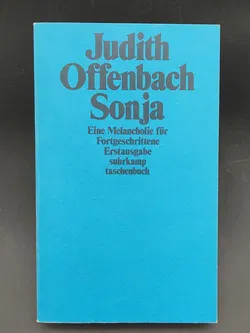 Judith
Offenbach
Sonja
Eine Melancholie für
Fortgeschrittene
Erstausgabe
suhrkamp
taschenbuch